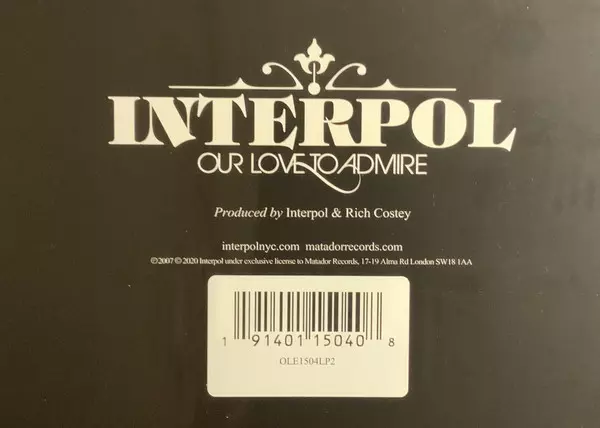 INTERPOL
OUR LOVE TO ADMIRE
Produced by Interpol & Rich Costey
interpolnyc.com matadorrecords.com
℗2007 ©2020 Interpol under exclusive license to Matador Records, 17-19 Alma Rd London SW18 1AA
1 91401 15040 8
OLE1504LP2